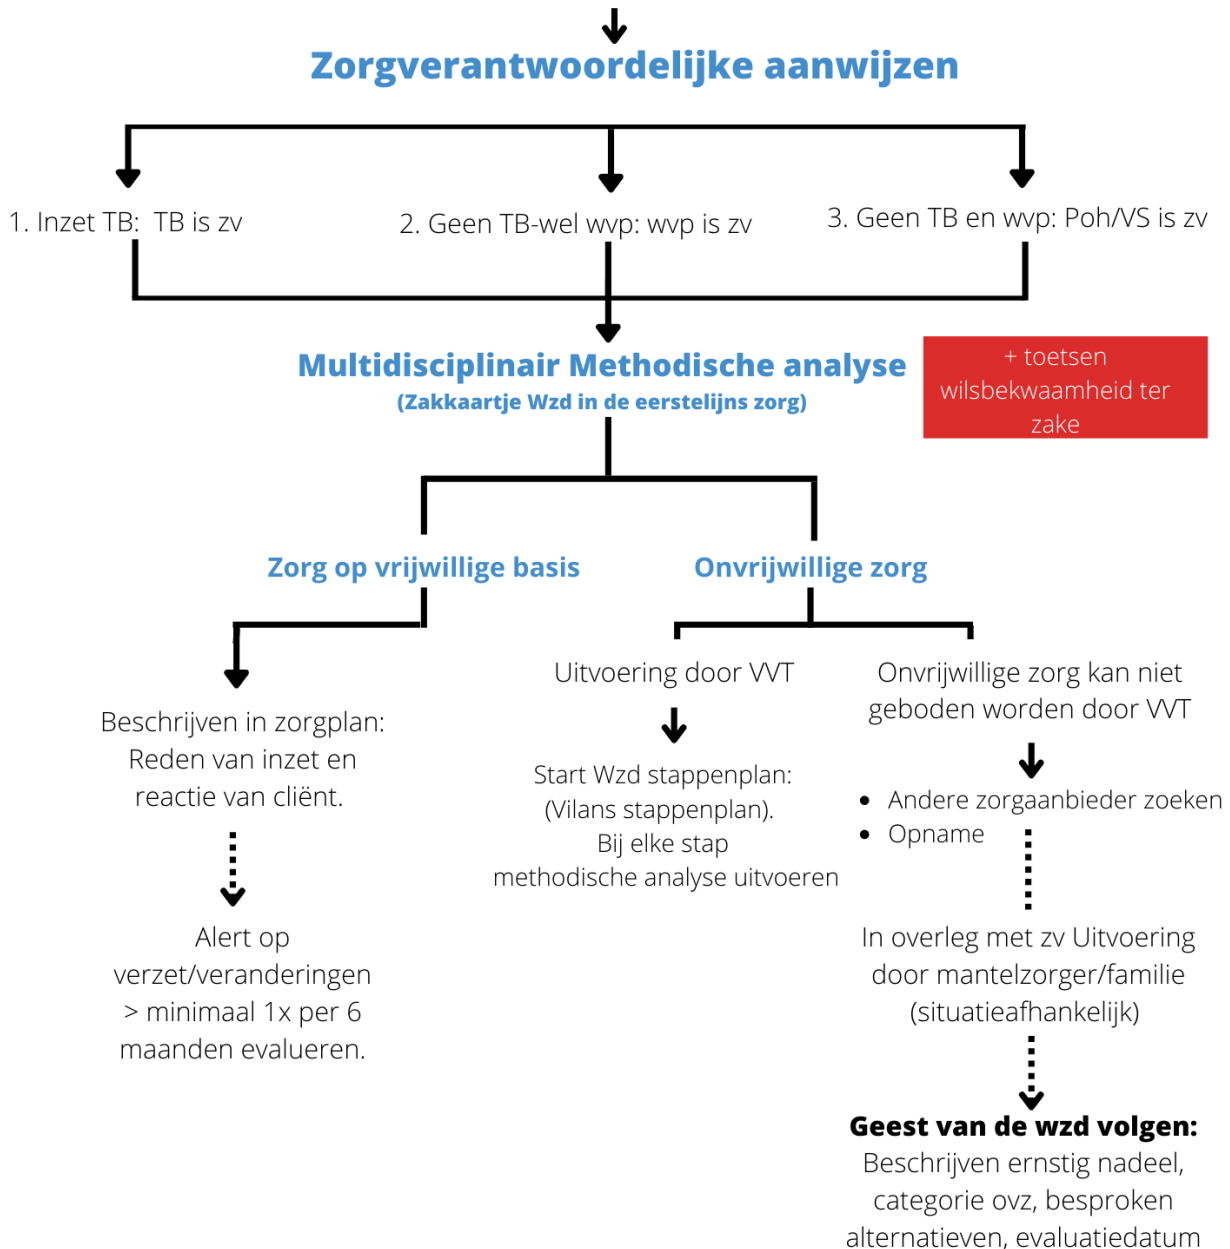 Zorgverantwoordelijke aanwijzen
1. Inzet TB:  TB is zv
2. Geen TB-wel wvp: wvp is zv
3. Geen TB en wvp: Poh/VS is zv
Multidisciplinair Methodische analyse
(Zakkaartje Wzd in de eerstelijns zorg)
+ toetsen
wilsbekwaamheid ter
zake
Zorg op vrijwillige basis
Onvrijwillige zorg
Beschrijven in zorgplan:
Reden van inzet en
reactie van cliënt.
Alert op
verzet/veranderingen
> minimaal 1x per 6
maanden evalueren.
Uitvoering door VVT
Start Wzd stappenplan:
(Vilans stappenplan).
Bij elke stap
methodische analyse uitvoeren
Onvrijwillige zorg kan niet
geboden worden door VVT
• Andere zorgaanbieder zoeken
• Opname
In overleg met zv Uitvoering
door mantelzorger/familie
(situatieafhankelijk)
Geest van de wzd volgen:
Beschrijven ernstig nadeel,
categorie ovz, besproken
alternatieven, evaluatiedatum